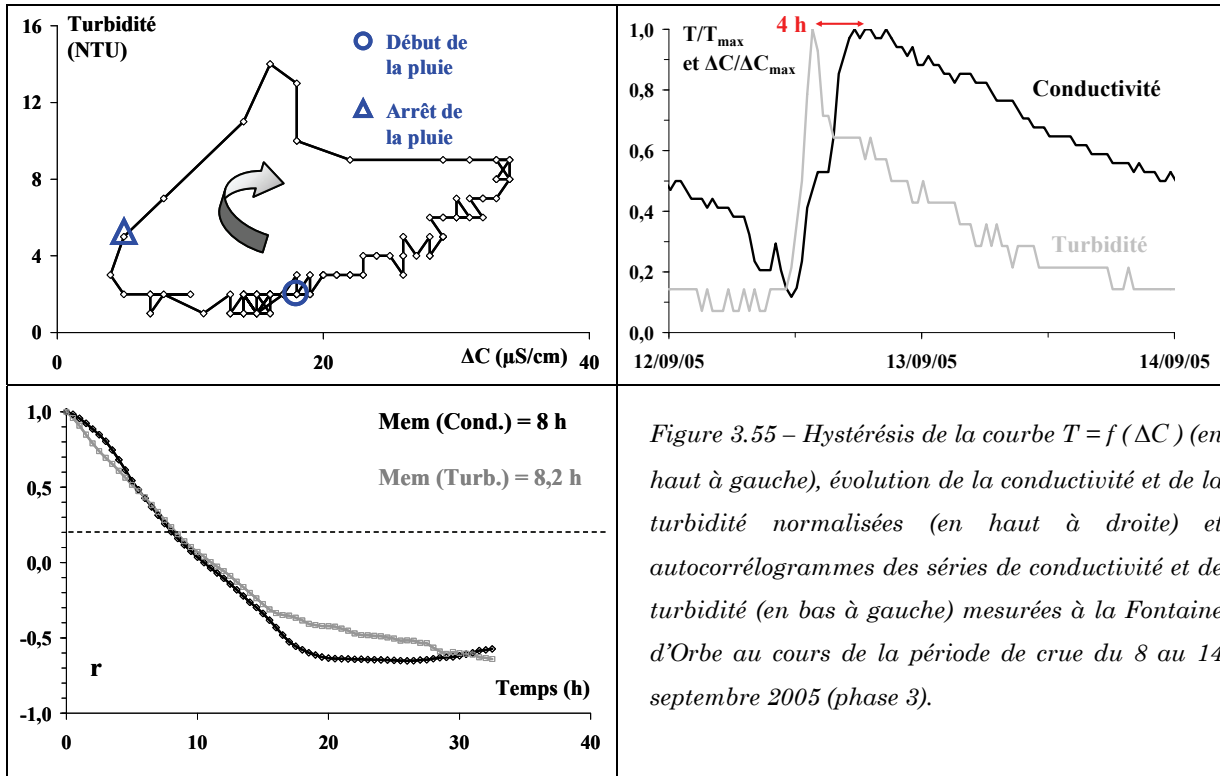 Turbidité
(NTU)
Début de
la pluie
Arrêt de
la pluie
16
12
8
4
0
0
20
40
ΔC (µS/cm)
4 h
T/Tmax
et ΔC/ΔCmax
Conductivité
Turbidité
1,0
0,8
0,6
0,4
0,2
0,0
12/09/05
13/09/05
14/09/05
Mem (Cond.) = 8 h
Mem (Turb.) = 8,2 h
1,0
0,5
0,0
-0,5
-1,0
r
Temps (h)
0
10
20
30
40
Figure 3.55 – Hystérésis de la courbe T = f ( ΔC ) (en
haut à gauche), évolution de la conductivité et de la
turbidité normalisées (en haut à droite) et
autocorrélogrammes des séries de conductivité et de
turbidité (en bas à gauche) mesurées à la Fontaine
d'Orbe au cours de la période de crue du 8 au 14
septembre 2005 (phase 3).